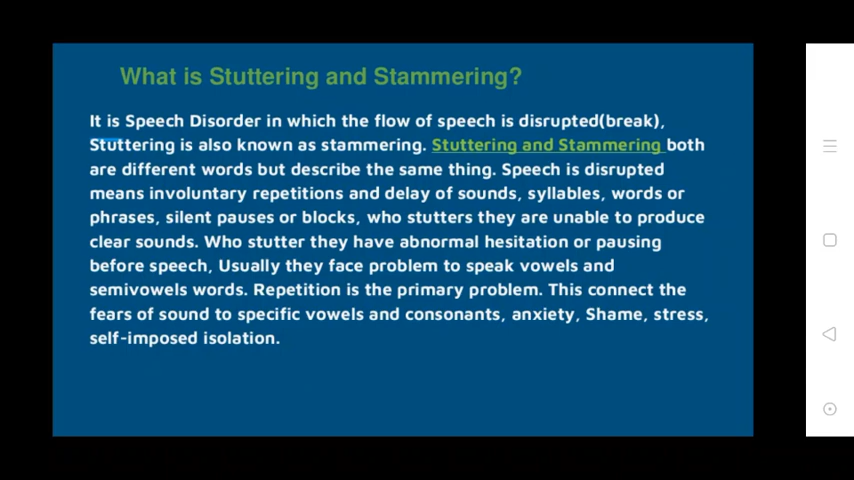 What is Stuttering and Stammering?
It is Speech Disorder in which the flow of speech is disrupted(break),
Stuttering is also known as stammering. Stuttering and Stammering both
are different words but describe the same thing. Speech is disrupted
means involuntary repetitions and delay of sounds, syllables, words or
phrases, silent pauses or blocks, who stutters they are unable to produce
clear sounds. Who stutter they have abnormal hesitation or pausing
before speech, Usually they face problem to speak vowels and
semivowels words. Repetition is the primary problem. This connect the
fears of sound to specific vowels and consonants, anxiety, Shame, stress,
self-imposed isolation.